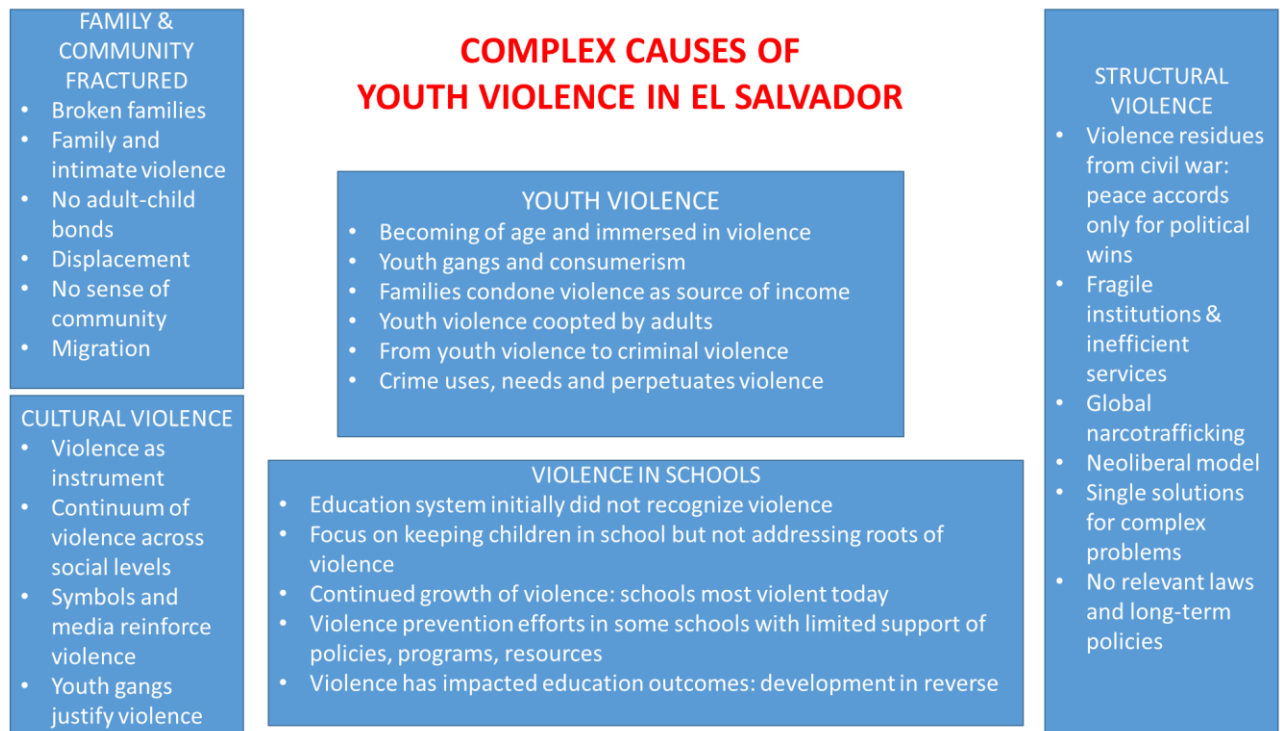 COMPLEX CAUSES OF
YOUTH VIOLENCE IN EL SALVADOR
FAMILY &
COMMUNITY
FRACTURED
• Broken families
• Family and
intimate violence
• No adult-child
bonds
• Displacement
• No sense of
community
• Migration
CULTURAL VIOLENCE
• Violence as
instrument
• Continuum of
violence across
social levels
• Symbols and
media reinforce
violence
• Youth gangs
justify violence
YOUTH VIOLENCE
• Becoming of age and immersed in violence
• Youth gangs and consumerism
• Families condone violence as source of income
• Youth violence coopted by adults
• From youth violence to criminal violence
• Crime uses, needs and perpetuates violence
VIOLENCE IN SCHOOLS
• Education system initially did not recognize violence
• Focus on keeping children in school but not addressing roots of
violence
• Continued growth of violence: schools most violent today
• Violence prevention efforts in some schools with limited support of
policies, programs, resources
• Violence has impacted education outcomes: development in reverse
STRUCTURAL
VIOLENCE
• Violence residues
from civil war:
peace accords
only for political
wins
• Fragile
institutions &
inefficient
services
• Global
narcotrafficking
• Neoliberal model
• Single solutions
for complex
problems
• No relevant laws
and long-term
policies